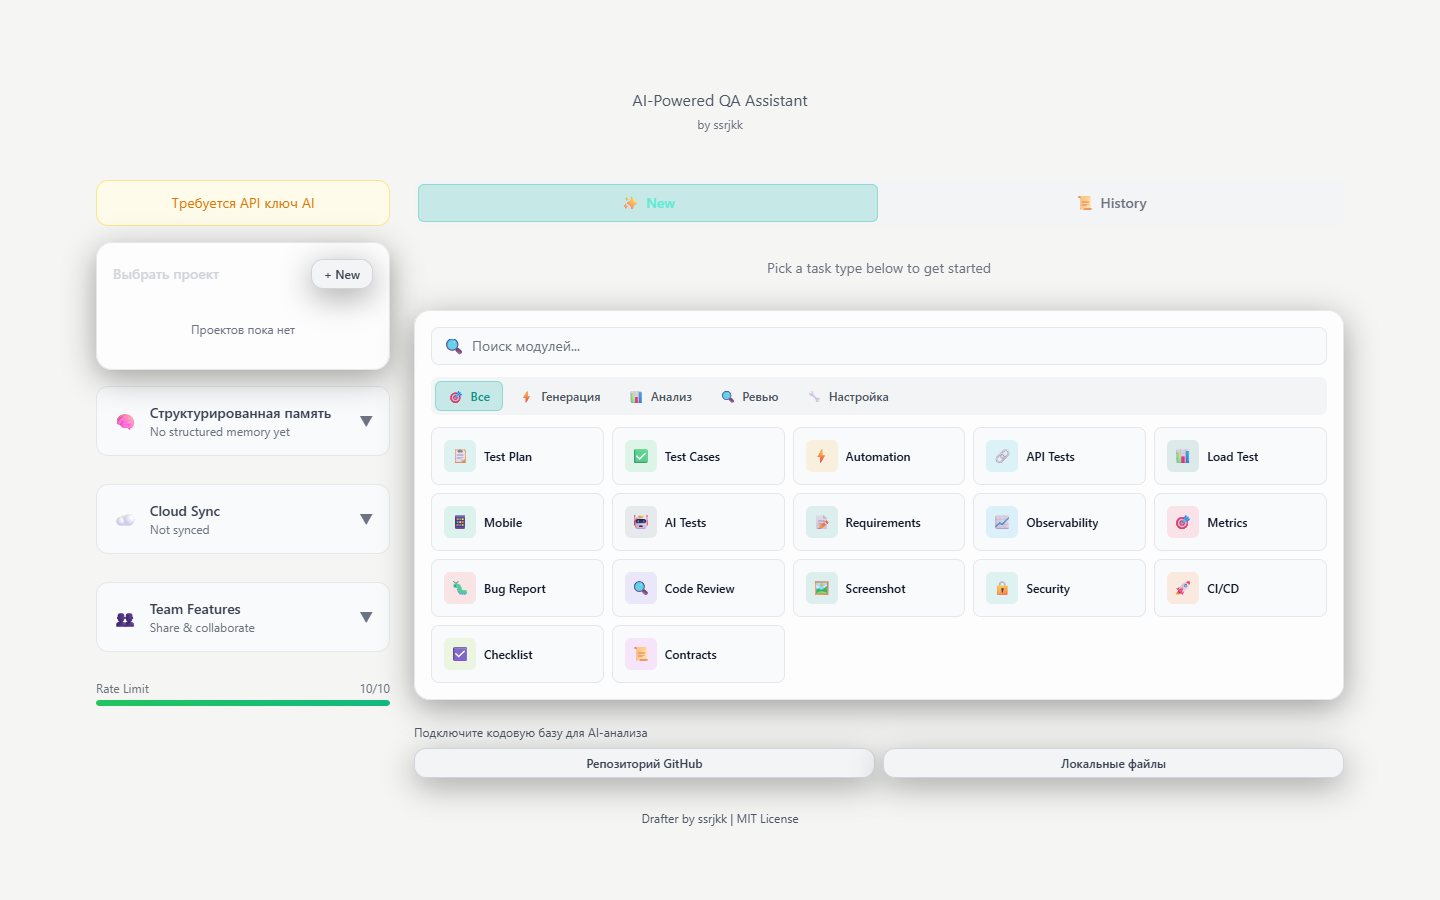 AI-Powered QA Assistant
by ssrjkk
Требуется API ключ AI
New
History
Выбрать проект
+ New
Проектов пока нет
Структурированная память
No structured memory yet
Cloud Sync
Not synced
Team Features
Share & collaborate
Rate Limit
10/10
Pick a task type below to get started
Поиск модулей...
Все
Генерация
Анализ
Ревью
Настройка
Test Plan
Test Cases
Automation
API Tests
Load Test
Mobile
AI Tests
Requirements
Observability
Metrics
Bug Report
Code Review
Screenshot
Security
CI/CD
Checklist
Contracts
Подключите кодовую базу для AI-анализа
Репозиторий GitHub
Локальные файлы
Drafter by ssrjkk | MIT License